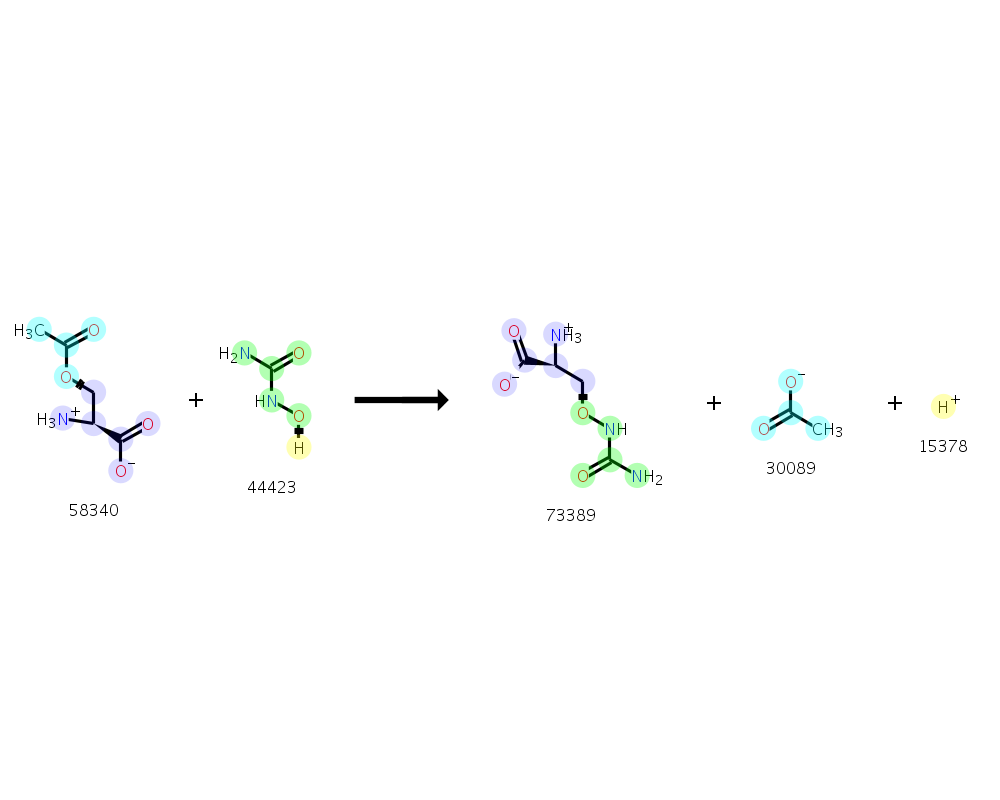 H3C O
O
H3N+ O
O−
58340
+
H2N O
HN O
H
44423
O NH3+
O−
O
NH
O NH2
73389
+
O−
O CH3
30089
+
H+
15378